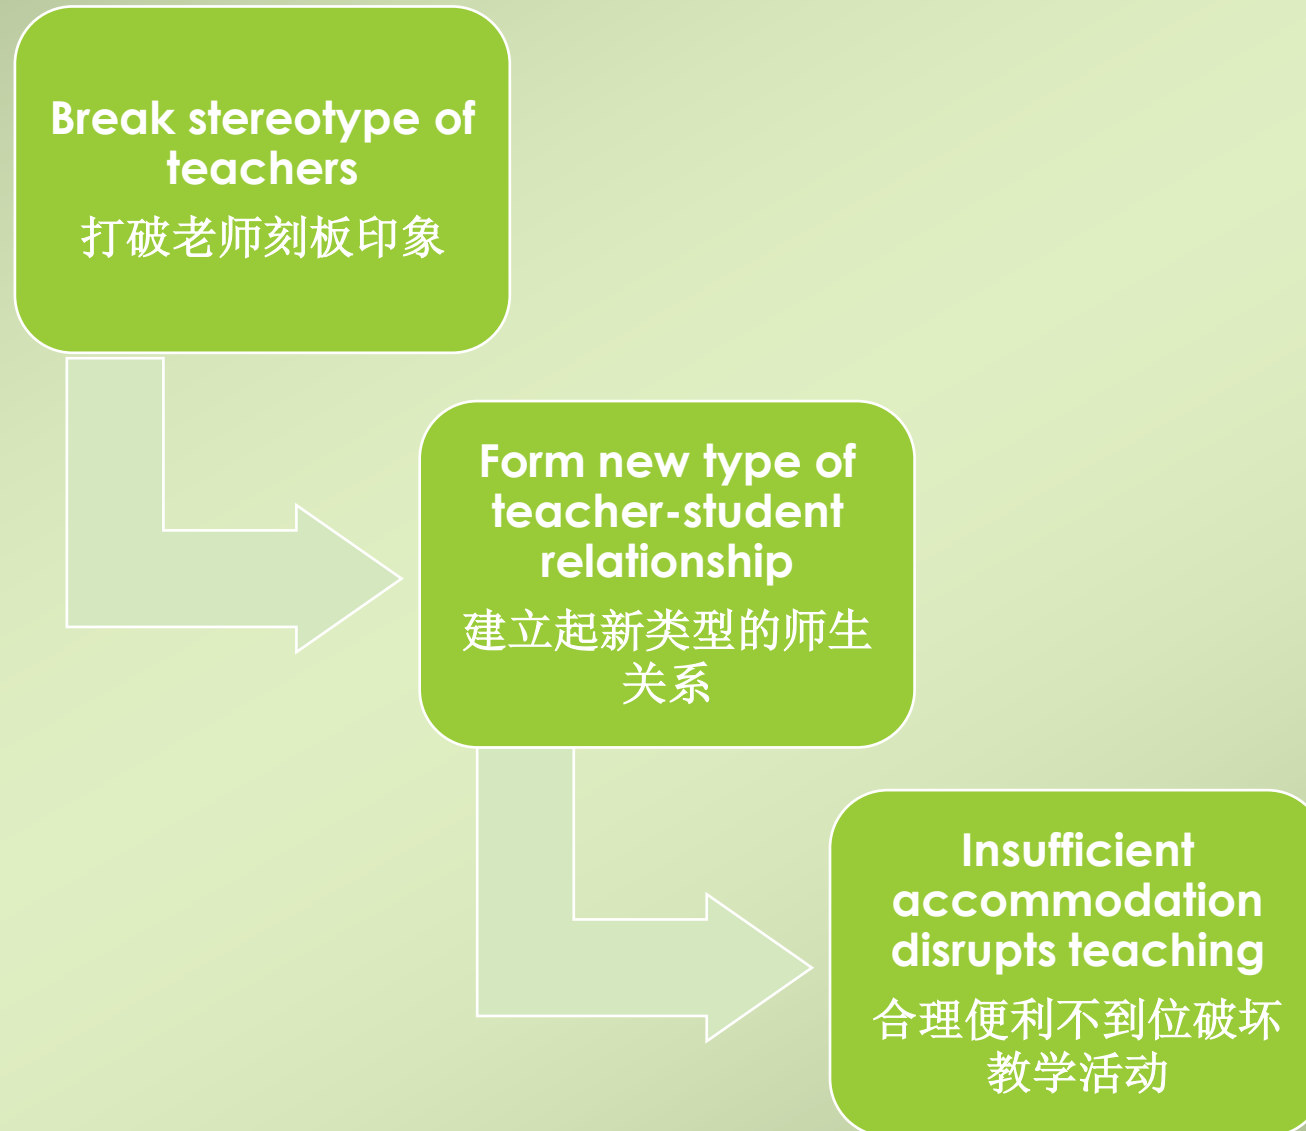 Break stereotype of
teachers
打破老师刻板印象
Form new type of
teacher-student
relationship
建立起新类型的师生
关系
Insufficient
accommodation
disrupts teaching
合理便利不到位破坏
教学活动